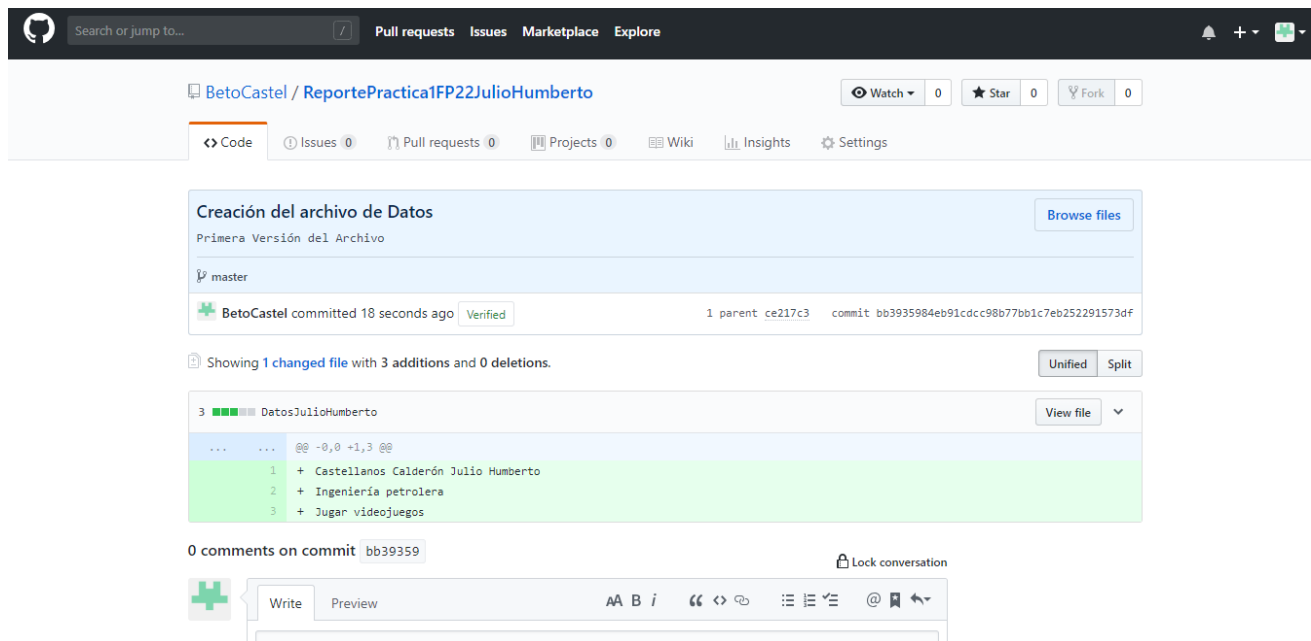 Search or jump to... / Pull requests Issues Marketplace Explore
BetoCastel / ReportePractica1FP22JulioHumberto Watch 0 Star 0 Fork 0
Code Issues 0 Pull requests 0 Projects 0 Wiki Insights Settings
Creación del archivo de Datos Browse files
Primera Versión del Archivo
master
BetoCastel committed 18 seconds ago Verified 1 parent ce217c3 commit bb3935984eb91cdcc98b77bb1c7eb252291573df
Showing 1 changed file with 3 additions and 0 deletions. Unified Split
3 DatosJulioHumberto View file
... ... @@ -0,0 +1,3 @@
1 + Castellanos Calderón Julio Humberto
2 + Ingeniería petrolera
3 + Jugar videojuegos
0 comments on commit bb39359 Lock conversation
Write Preview AA B i “ <> @